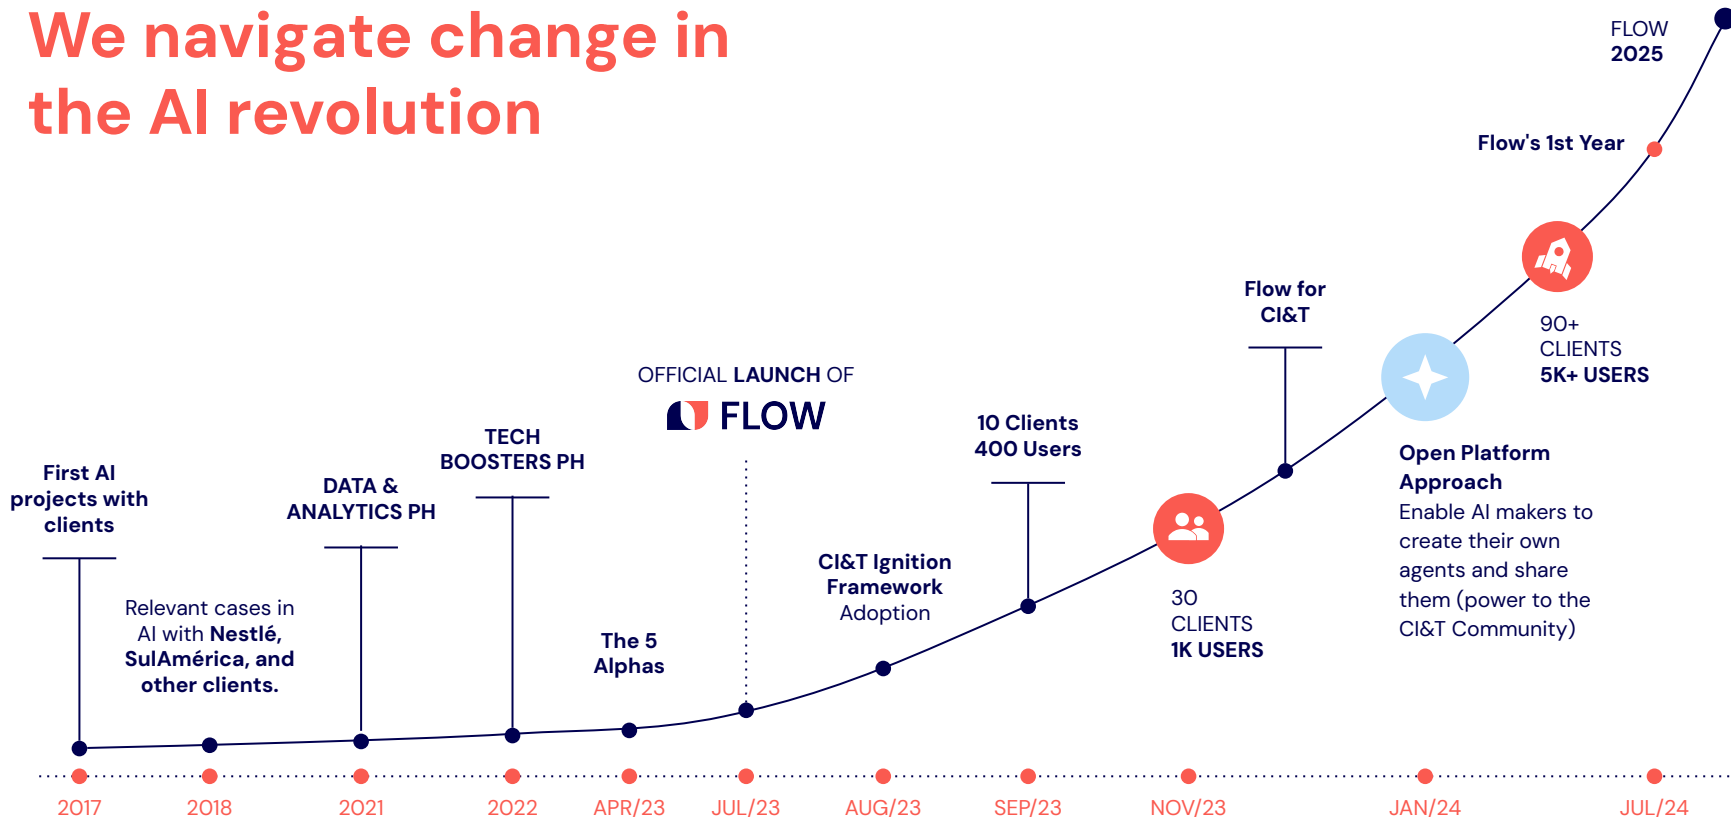 We navigate change in
the AI revolution
FLOW
2025
Flow's 1st Year
90+
CLIENTS
5K+ USERS
Flow for
CI&T
Open Platform
Approach
Enable AI makers to
create their own
agents and share
them (power to the
CI&T Community)
OFFICIAL LAUNCH OF
FLOW
10 Clients
400 Users
30
CLIENTS
1K USERS
CI&T Ignition
Framework
Adoption
The 5
Alphas
TECH
BOOSTERS PH
DATA &
ANALYTICS PH
First AI
projects with
clients
Relevant cases in
AI with Nestlé,
SulAmérica, and
other clients.
2017
2018
2021
2022
APR/23
JUL/23
AUG/23
SEP/23
NOV/23
JAN/24
JUL/24